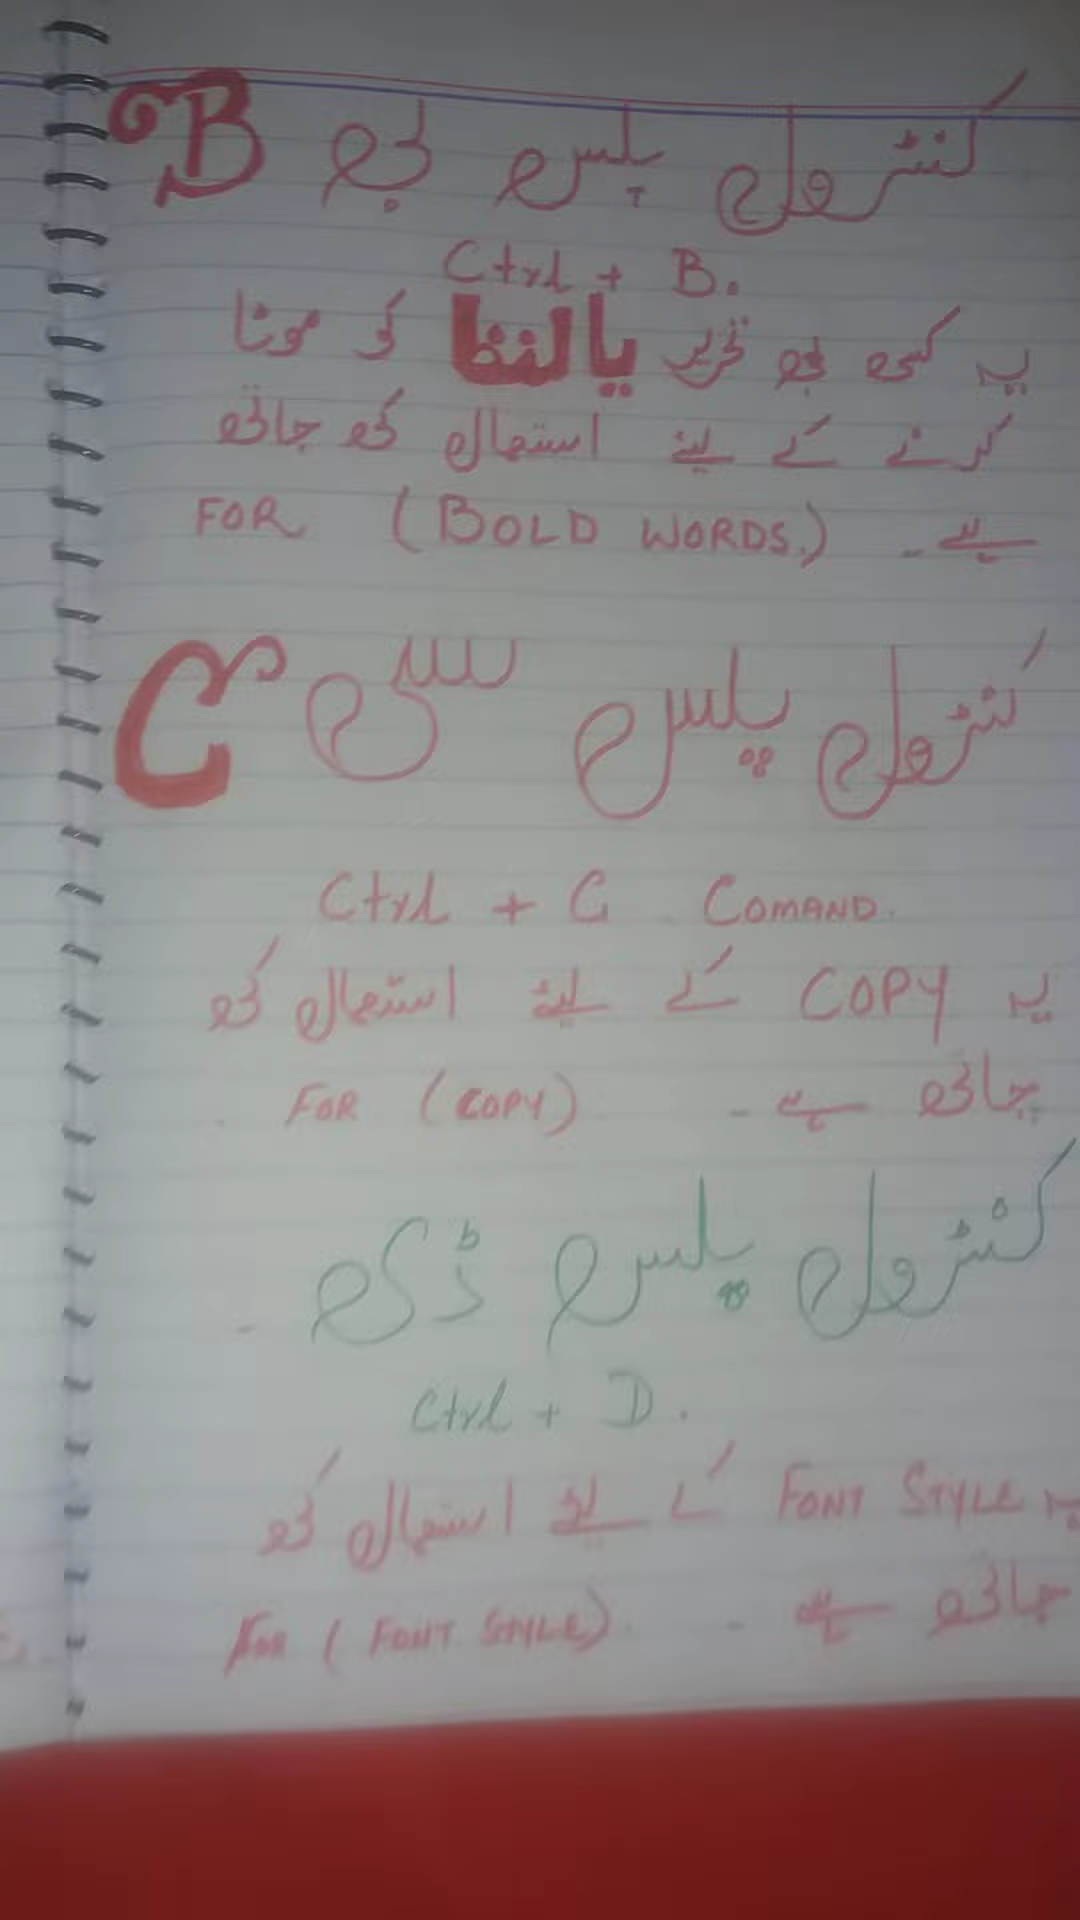 کنٹرول پلس بی B
Ctrl + B.
یہ کسی بھی تحریر یا لفظ کو موٹا
کرنے کے لیئے استعمال کی جاتی
ہے ۔ FOR (BOLD WORDS.)
کنٹرول پلس سی C
Ctrl + C COMAND.
یہ COPY کے لیئے استعمال کی
جاتی ہے ۔ FOR (COPY)
کنٹرول پلس ڈی ۔
Ctrl + D.
یہ FONT STYLE کے لیئے استعمال کی
جاتی ہے ۔ FOR (FONT STYLE)